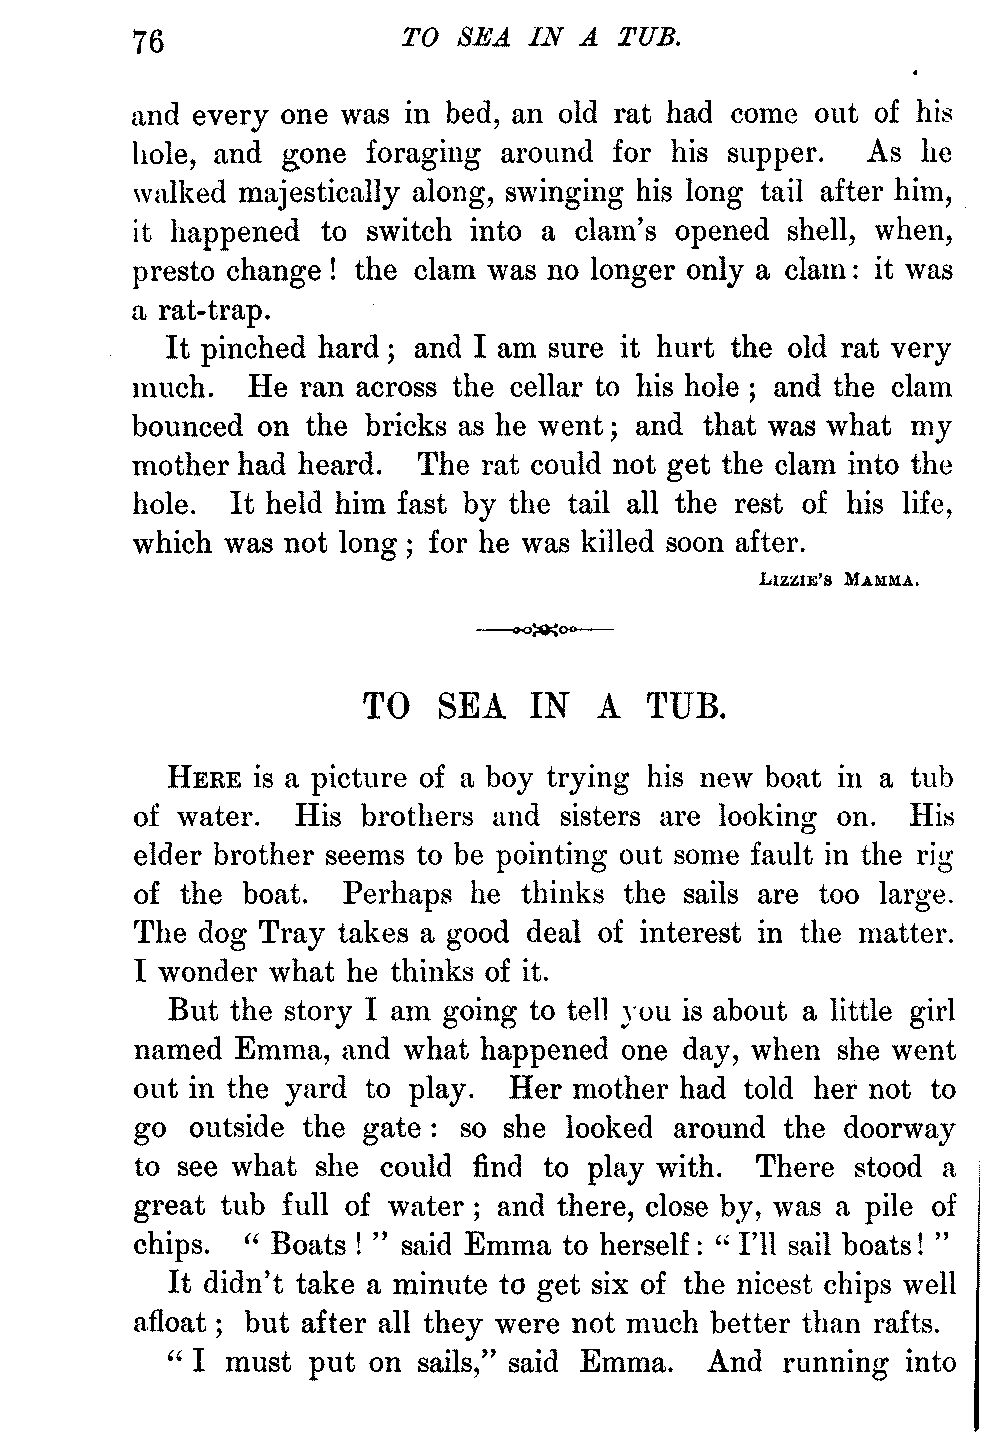 76 TO SEA IN A TUB.
and every one was in bed, an old rat had come out of his
hole, and gone foraging around for his supper. As he
walked majestically along, swinging his long tail after him,
it happened to switch into a clam's opened shell, when,
presto change! the clam was no longer only a clam: it was
a rat-trap.
It pinched hard; and I am sure it hurt the old rat very
much. He ran across the cellar to his hole; and the clam
bounced on the bricks as he went; and that was what my
mother had heard. The rat could not get the clam into the
hole. It held him fast by the tail all the rest of his life,
which was not long; for he was killed soon after.
LIZZIE'S MAMMA.
TO SEA IN A TUB.
HERE is a picture of a boy trying his new boat in a tub
of water. His brothers and sisters are looking on. His
elder brother seems to be pointing out some fault in the rig
of the boat. Perhaps he thinks the sails are too large.
The dog Tray takes a good deal of interest in the matter.
I wonder what he thinks of it.
But the story I am going to tell you is about a little girl
named Emma, and what happened one day, when she went
out in the yard to play. Her mother had told her not to
go outside the gate: so she looked around the doorway
to see what she could find to play with. There stood a
great tub full of water; and there, close by, was a pile of
chips. "Boats!" said Emma to herself: "I'll sail boats!"
It didn't take a minute to get six of the nicest chips well
afloat; but after all they were not much better than rafts.
"I must put on sails," said Emma. And running into